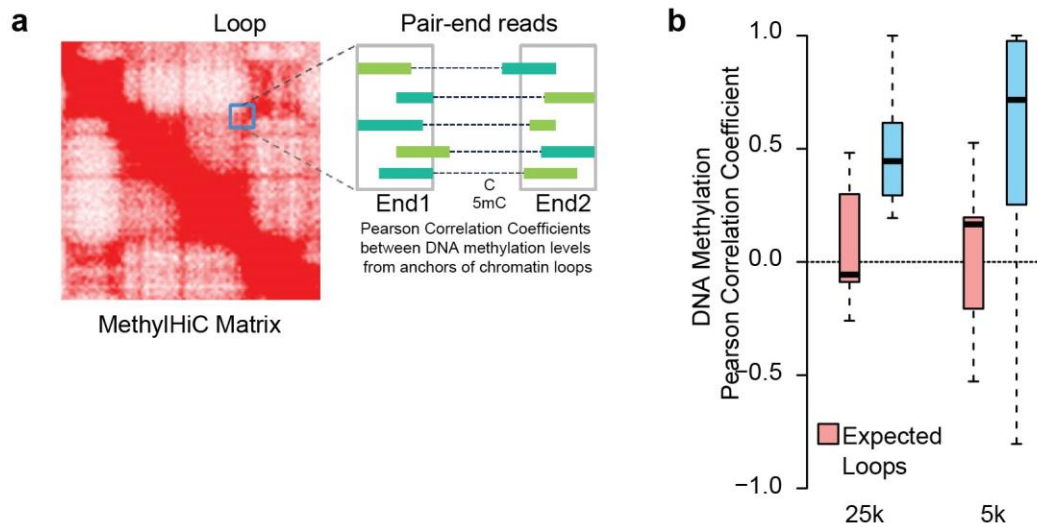 a
Loop
Pair-end reads
End1
C
5mC
End2
Pearson Correlation Coefficients
between DNA methylation levels
from anchors of chromatin loops
MethylHiC Matrix
b
DNA Methylation
Pearson Correlation Coefficient
1.0
0.5
0.0
−0.5
−1.0
Expected
Loops
25k
5k